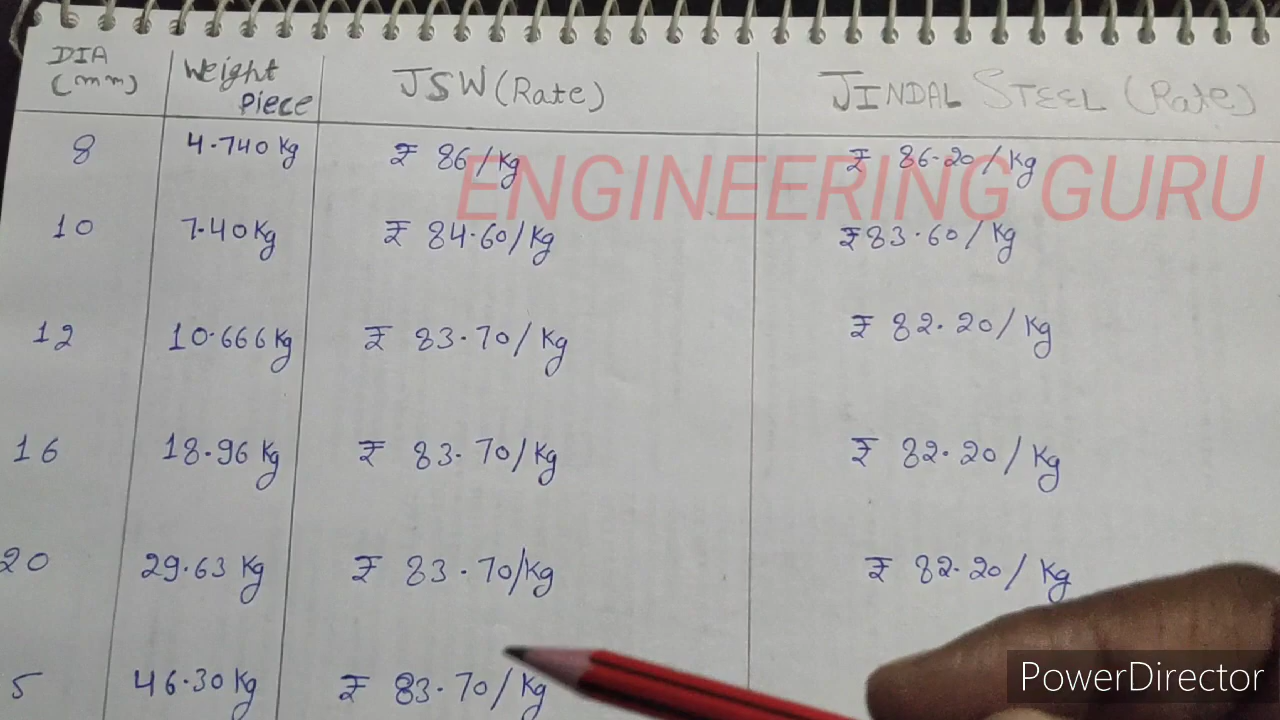 DIA (mm) Weight Piece JSW (Rate) JINDAL STEEL (Rate)
8 4.740 Kg ₹ 86/Kg ₹ 86.20/Kg
ENGINEERING GURU
10 7.40 Kg ₹ 84.60/Kg ₹ 83.60/Kg
12 10.666 Kg ₹ 83.70/Kg ₹ 82.20/Kg
16 18.96 Kg ₹ 83.70/Kg ₹ 82.20/Kg
20 29.63 Kg ₹ 83.70/Kg ₹ 82.20/Kg
5 46.30 Kg ₹ 83.70/Kg
PowerDirector